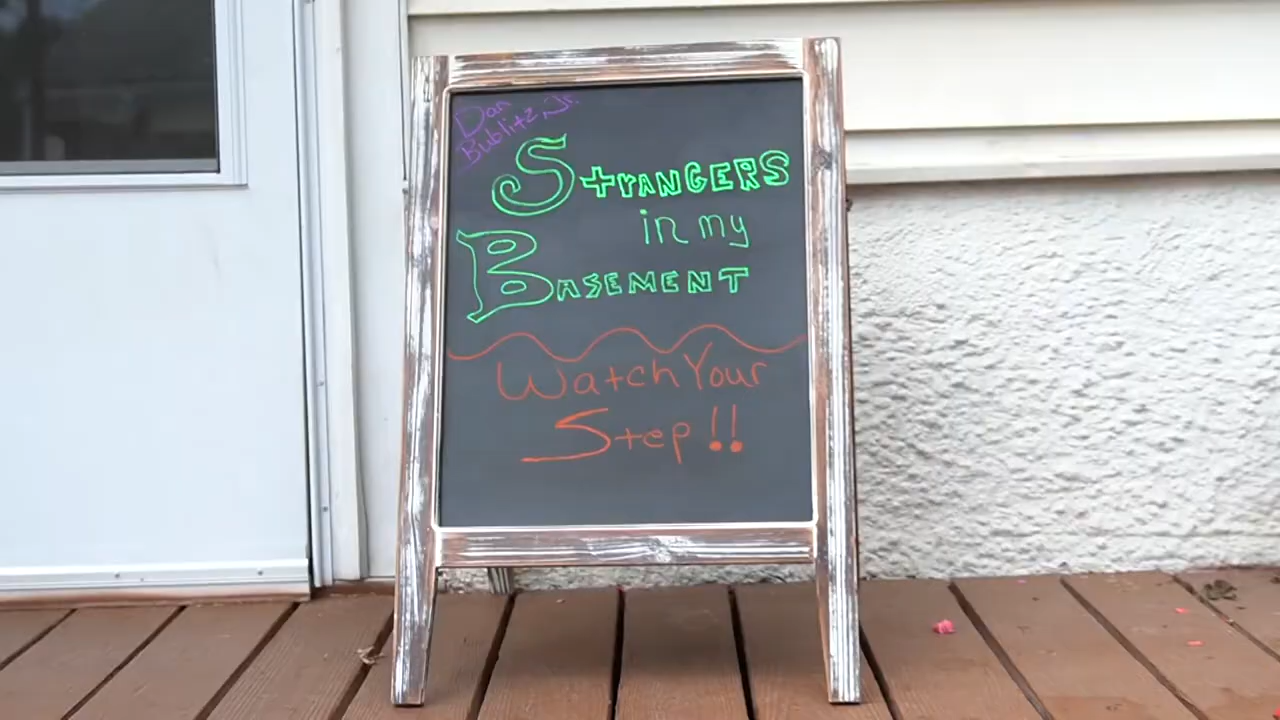 Dan
Bublitz, Jr.
StrANGERS
in my
BASEMENT
Watch Your
Step!!